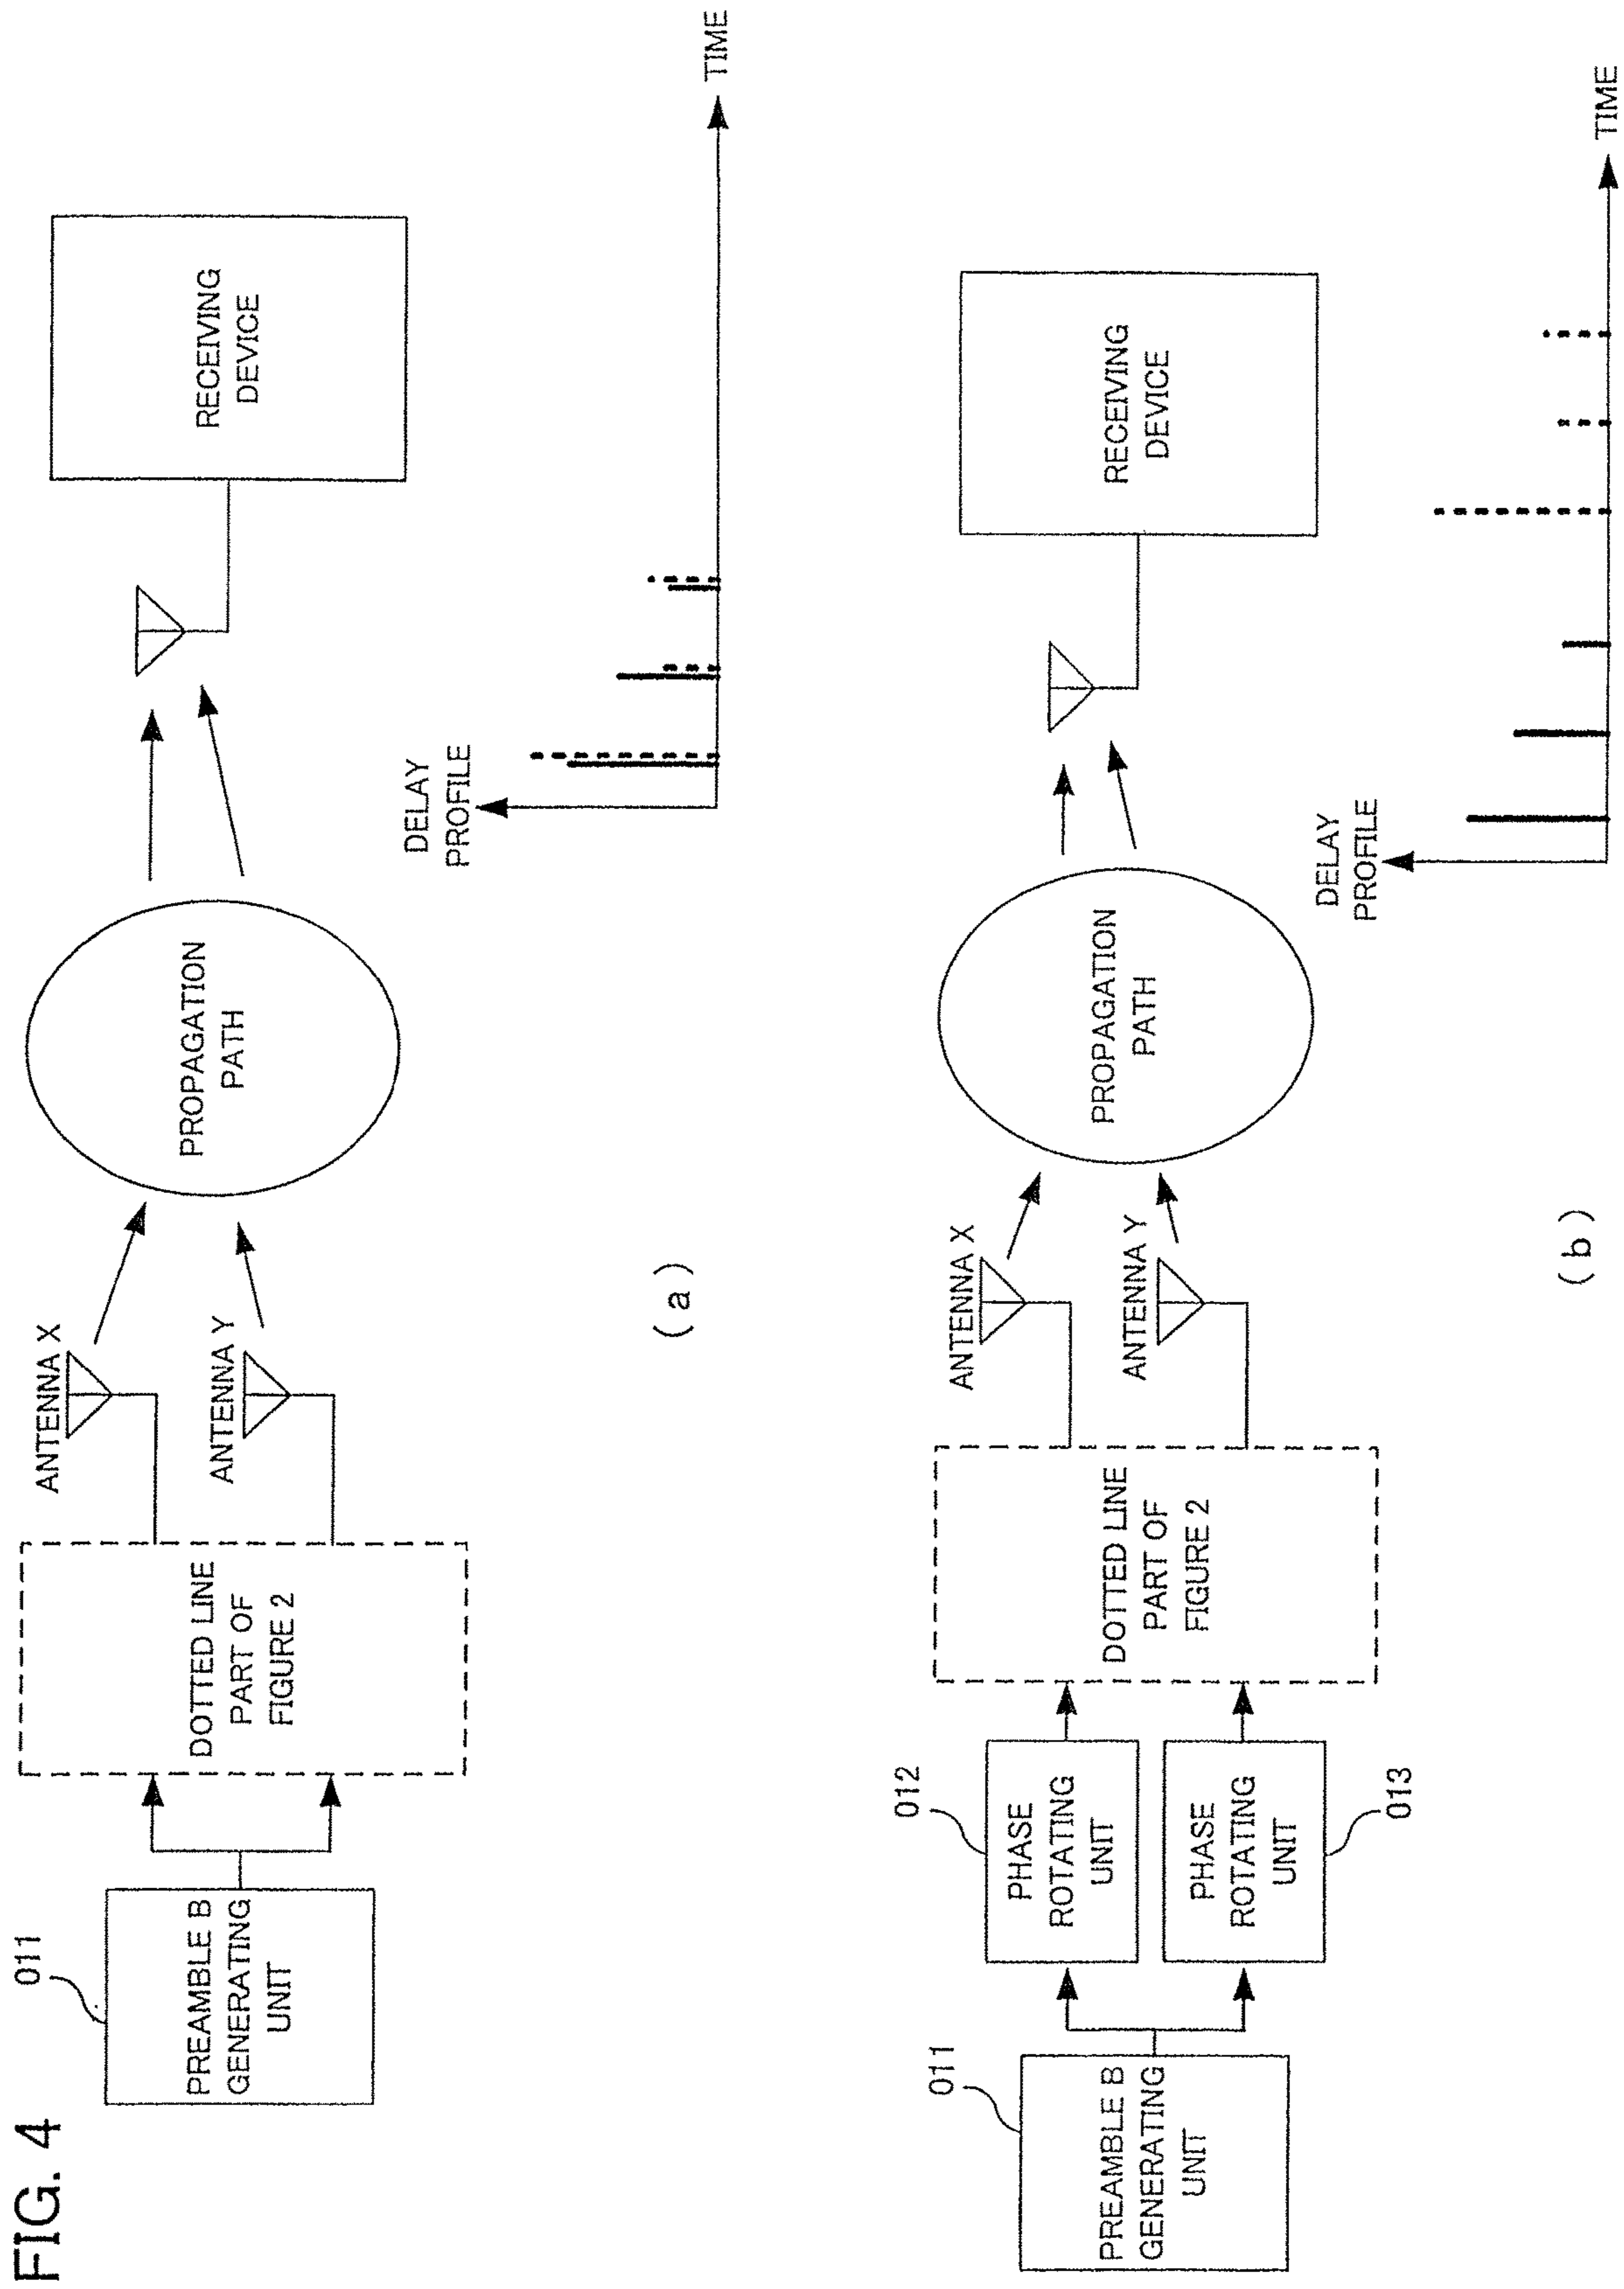 FIG. 4
011
PREAMBLE B
GENERATING
UNIT
DOTTED LINE
PART OF
FIGURE 2
ANTENNA X
ANTENNA Y
PROPAGATION
PATH
RECEIVING
DEVICE
DELAY
PROFILE
TIME
(a)
011
PREAMBLE B
GENERATING
UNIT
012
PHASE
ROTATING
UNIT
PHASE
ROTATING
UNIT
013
DOTTED LINE
PART OF
FIGURE 2
ANTENNA X
ANTENNA Y
PROPAGATION
PATH
RECEIVING
DEVICE
DELAY
PROFILE
TIME
(b)